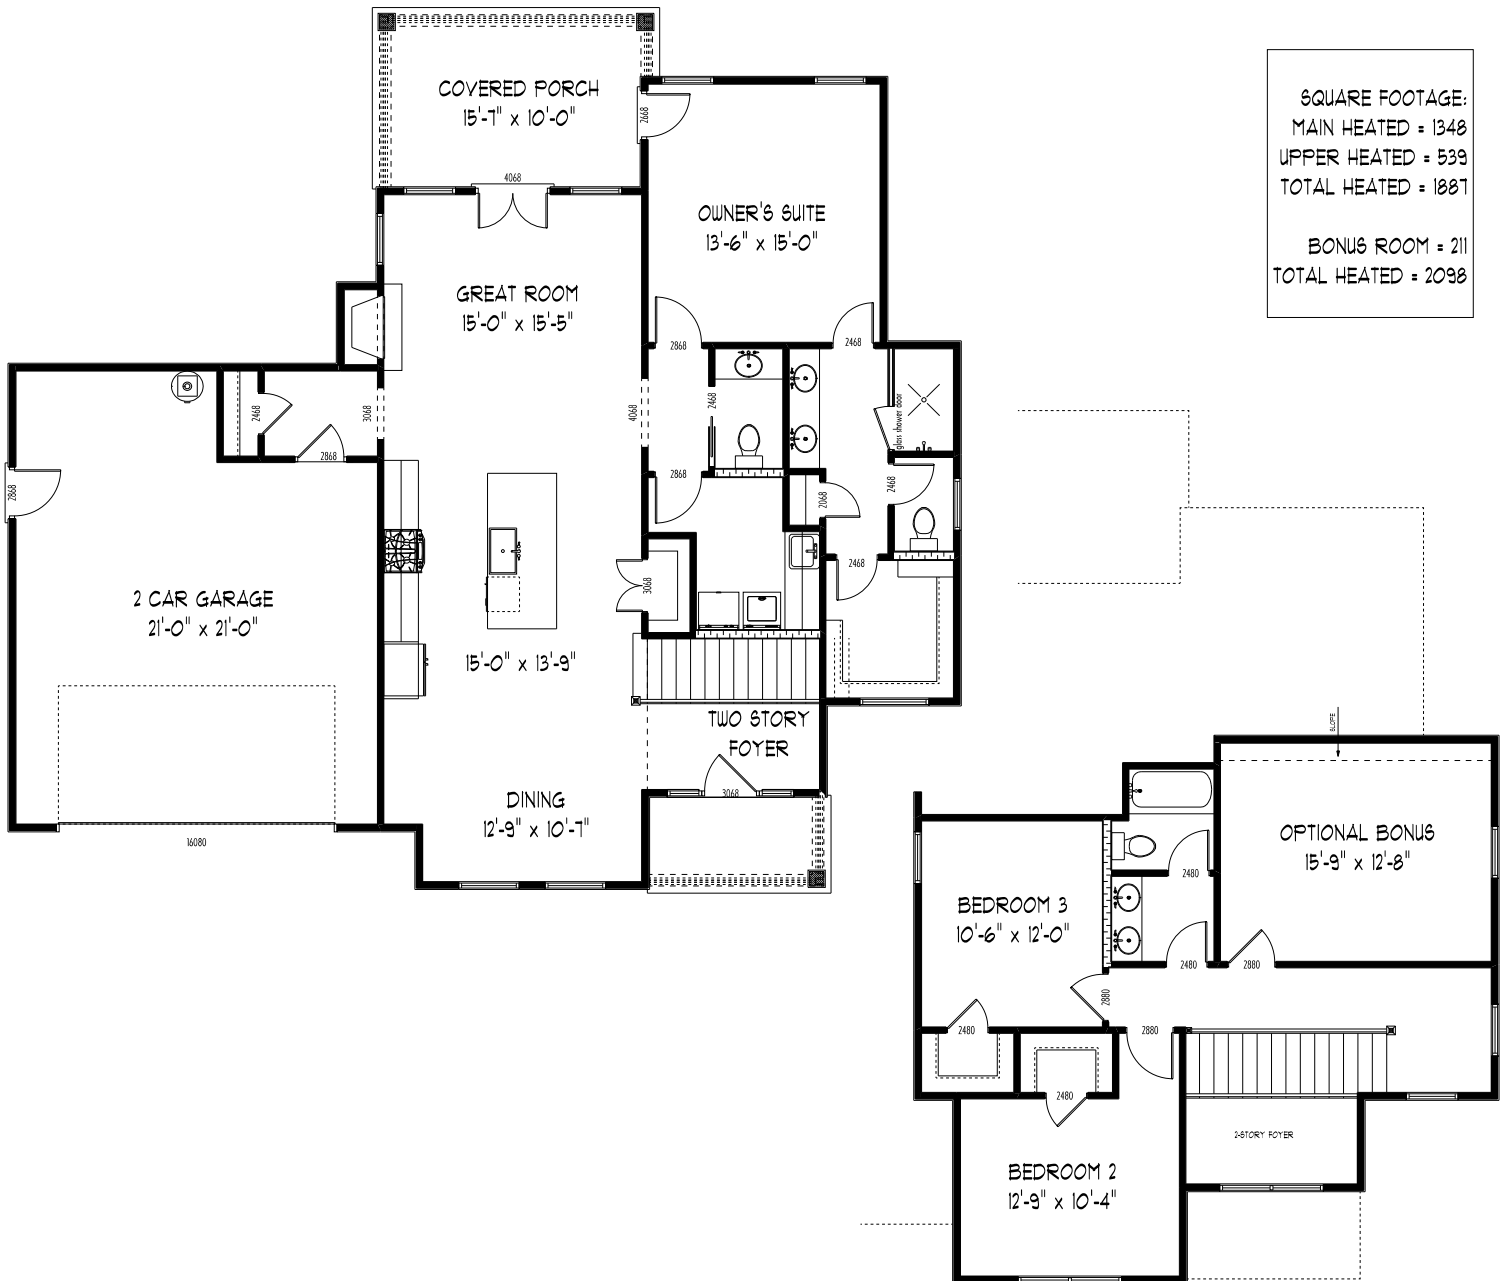 COVERED PORCH
15'-7" x 10'-0"
2668
4068
SQUARE FOOTAGE:
MAIN HEATED = 1348
UPPER HEATED = 539
TOTAL HEATED = 1887
BONUS ROOM = 211
TOTAL HEATED = 2098
OWNER'S SUITE
13'-6" x 15'-0"
GREAT ROOM
15'-0" x 15'-5"
2868
2468
2468
3068
4068
2468
glass shower door
2868
2868
2868
2468
2068
2468
3068
2 CAR GARAGE
21'-0" x 21'-0"
15'-0" x 13'-9"
TWO STORY
FOYER
3068
DINING
12'-9" x 10'-7"
16080
SLOPE
OPTIONAL BONUS
15'-9" x 12'-8"
2480
BEDROOM 3
10'-6" x 12'-0"
2480
2880
2880
2480
2880
2480
2-STORY FOYER
BEDROOM 2
12'-9" x 10'-4"